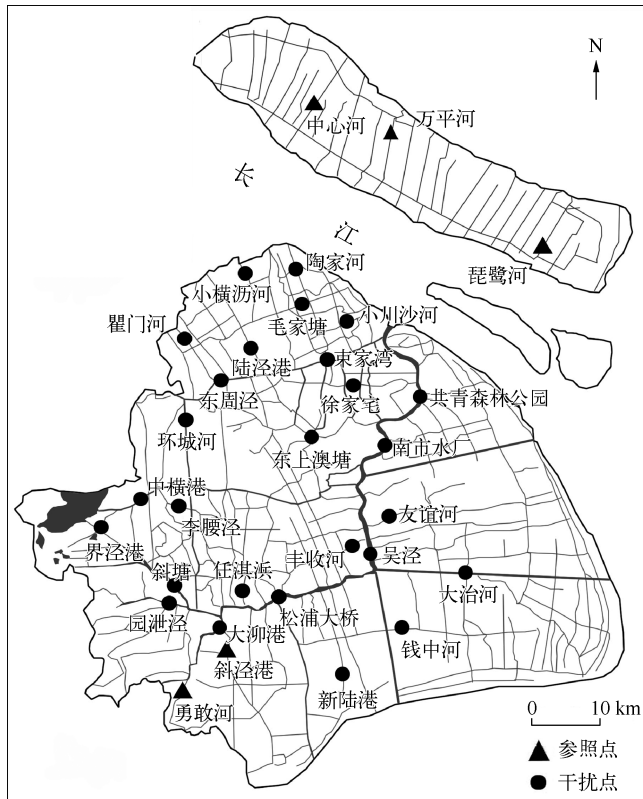 N
中心河
万平河
长
江
琵鹭河
陶家河
小横沥河
毛家塘
小川沙河
瞿门河
陆泾港
束家湾
东周泾
徐家宅
共青森林公园
环城河
东上澳塘
南市水厂
中横港
李腰泾
友谊河
界泾港
丰收河
吴泾
斜塘
任淇浜
大治河
园泄泾
松浦大桥
大泖港
钱中河
斜泾港
新陆港
勇敢河
0 10 km
参照点
干扰点